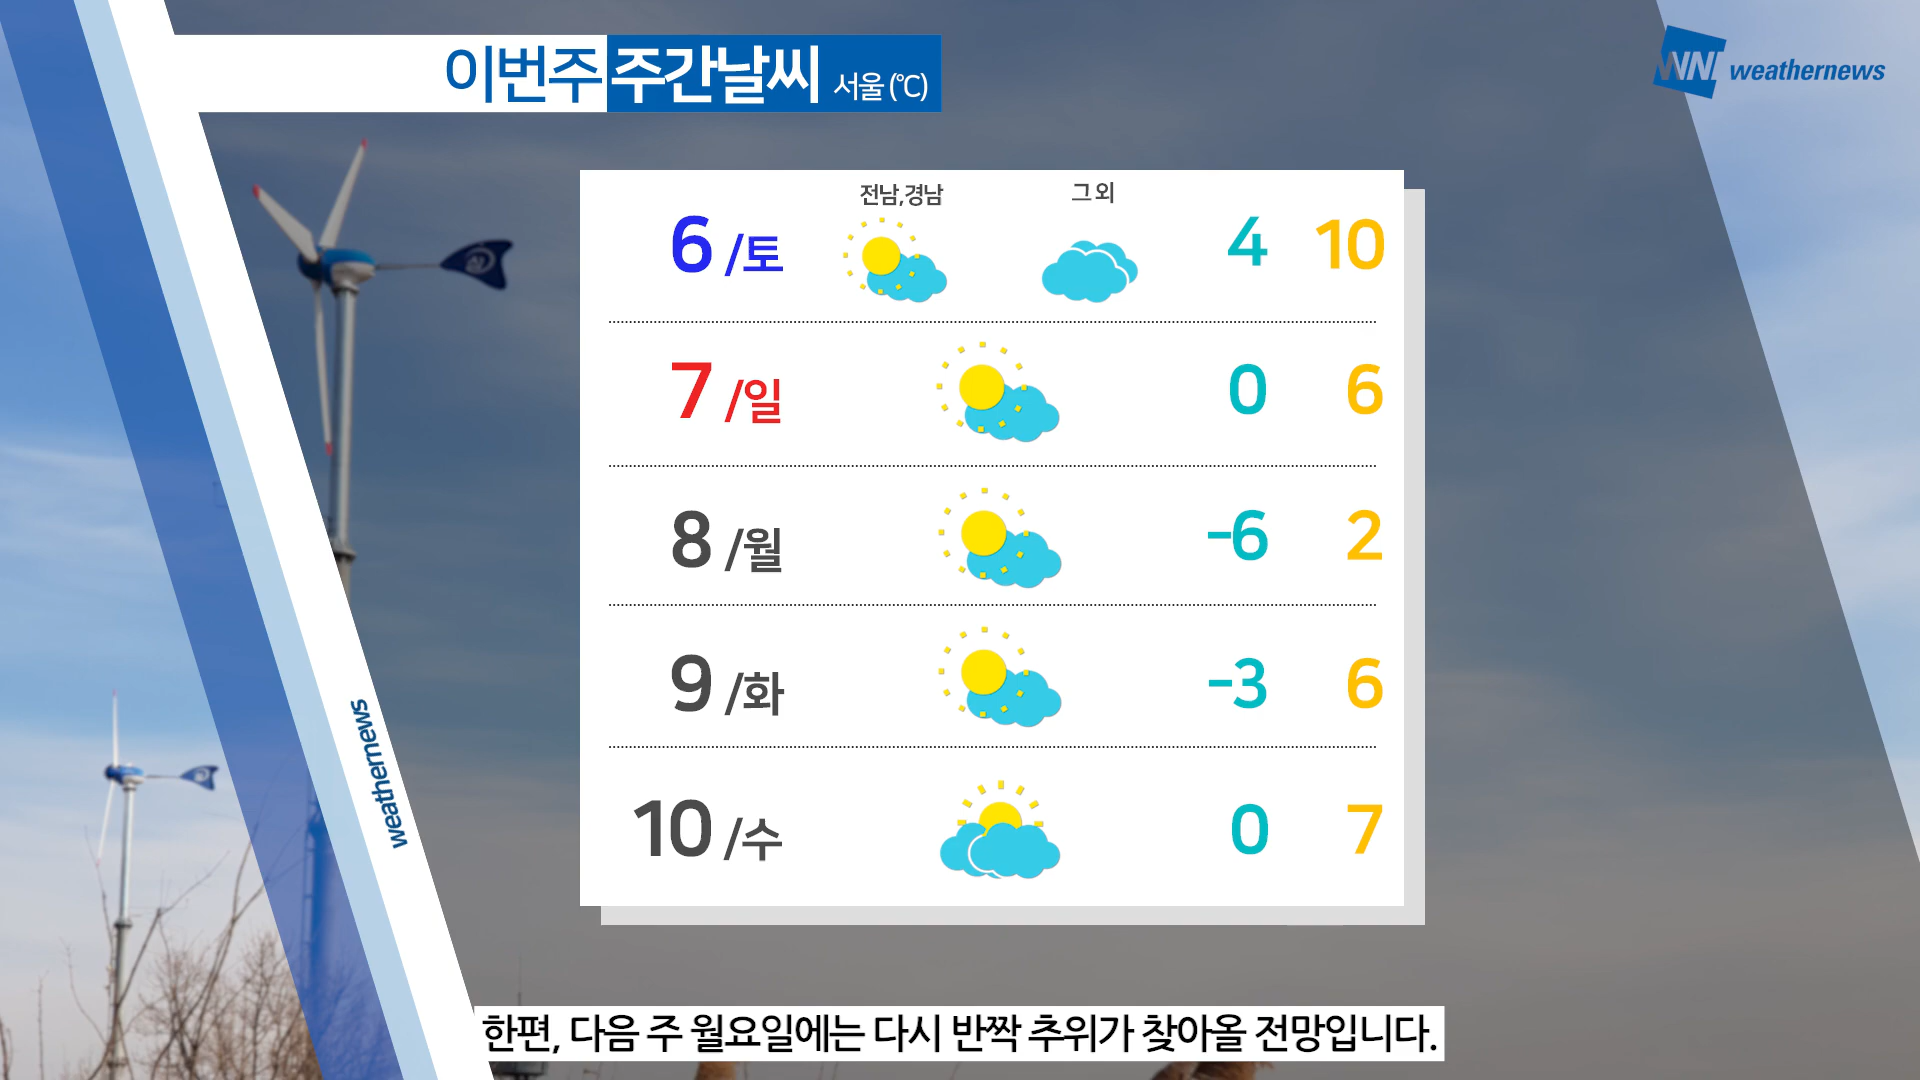 이번주 주간날씨 서울 (℃)
WNI weathernews
전남,경남 그 외
6 /토 4 10
7 /일 0 6
8 /월 -6 2
9 /화 -3 6
10 /수 0 7
weathernews
한편, 다음 주 월요일에는 다시 반짝 추위가 찾아올 전망입니다.